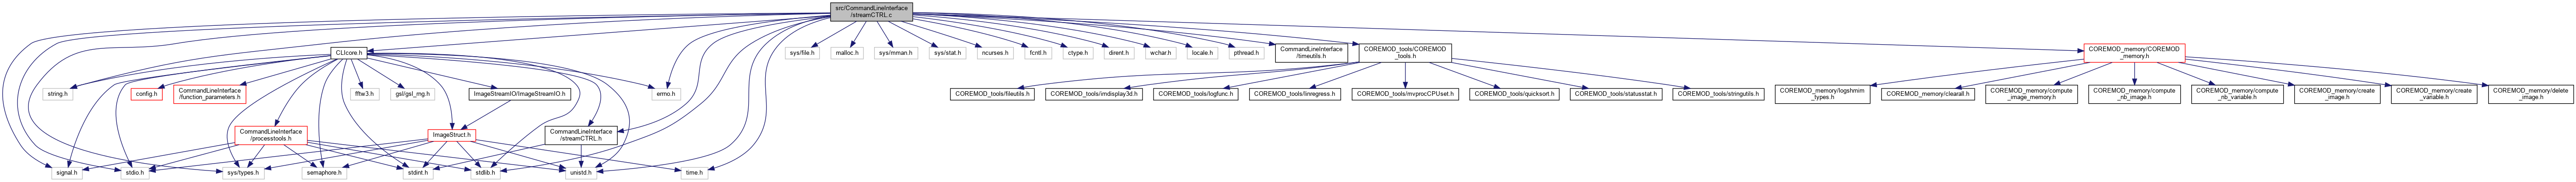 src/CommandLineInterface
/streamCTRL.c
CLIcore.h
sys/file.h
malloc.h
sys/mman.h
sys/stat.h
ncurses.h
fcntl.h
ctype.h
dirent.h
wchar.h
locale.h
pthread.h
CommandLineInterface
/timeutils.h
COREMOD_tools/COREMOD
_tools.h
COREMOD_memory/COREMOD
_memory.h
string.h
config.h
CommandLineInterface
/function_parameters.h
fftw3.h
gsl/gsl_rng.h
ImageStreamIO/ImageStreamIO.h
errno.h
COREMOD_tools/fileutils.h
COREMOD_tools/imdisplay3d.h
COREMOD_tools/logfunc.h
COREMOD_tools/linregress.h
COREMOD_tools/mvprocCPUset.h
COREMOD_tools/quicksort.h
COREMOD_tools/statusstat.h
COREMOD_tools/stringutils.h
COREMOD_memory/logshmim
_types.h
COREMOD_memory/clearall.h
COREMOD_memory/compute
_image_memory.h
COREMOD_memory/compute
_nb_image.h
COREMOD_memory/compute
_nb_variable.h
COREMOD_memory/create
_image.h
COREMOD_memory/create
_variable.h
COREMOD_memory/delete
_image.h
CommandLineInterface
/processtools.h
ImageStruct.h
CommandLineInterface
/streamCTRL.h
signal.h
stdio.h
sys/types.h
semaphore.h
stdint.h
stdlib.h
unistd.h
time.h